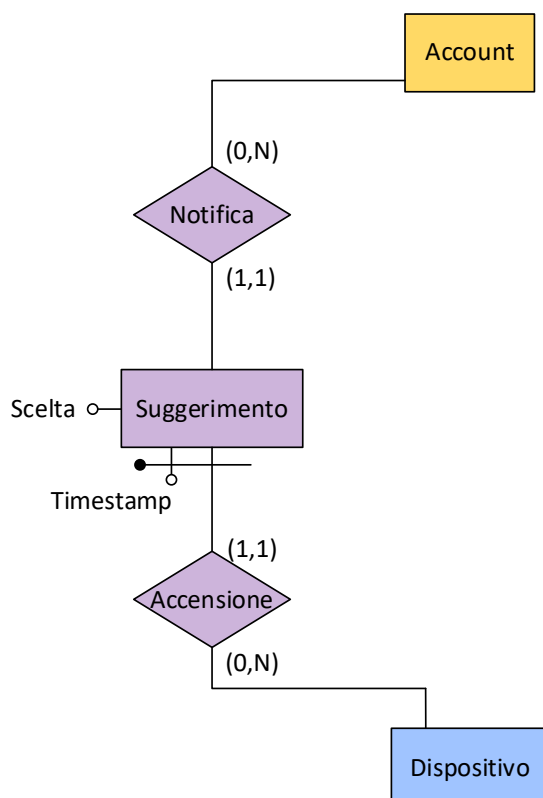 Account
(0,N)
Notifica
(1,1)
Scelta
Suggerimento
Timestamp
(1,1)
Accensione
(0,N)
Dispositivo